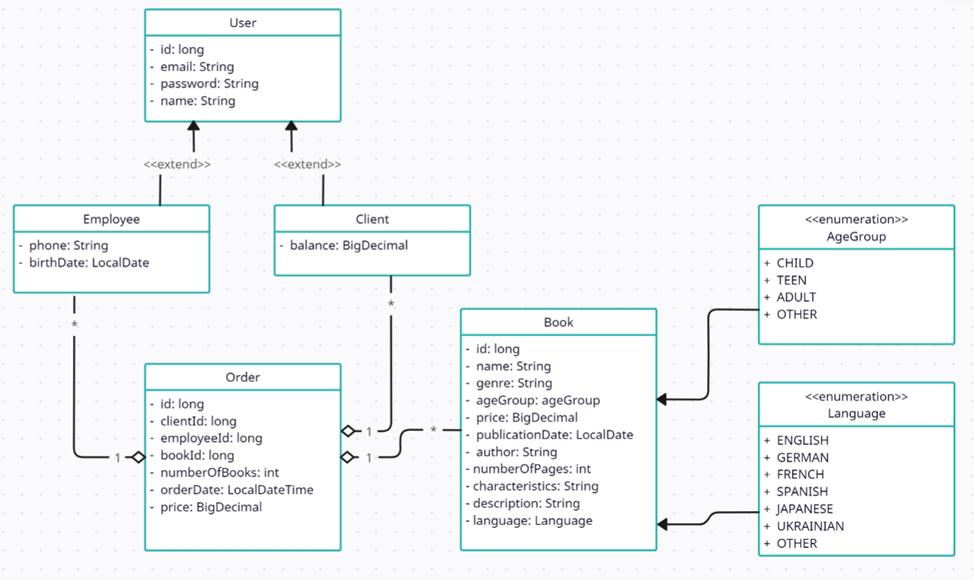 User
- id: long
- email: String
- password: String
- name: String
<<extend>>
<<extend>>
Employee
- phone: String
- birthDate: LocalDate
Client
- balance: BigDecimal
<<enumeration>>
AgeGroup
+ CHILD
+ TEEN
+ ADULT
+ OTHER
*
*
Book
- id: long
- name: String
- genre: String
- ageGroup: ageGroup
- price: BigDecimal
- publicationDate: LocalDate
- author: String
- numberOfPages: int
- characteristics: String
- description: String
- language: Language
Order
- id: long
- clientId: long
- employeeId: long
- bookId: long
- numberOfBooks: int
- orderDate: LocalDateTime
- price: BigDecimal
1
1
*
1
<<enumeration>>
Language
+ ENGLISH
+ GERMAN
+ FRENCH
+ SPANISH
+ JAPANESE
+ UKRAINIAN
+ OTHER